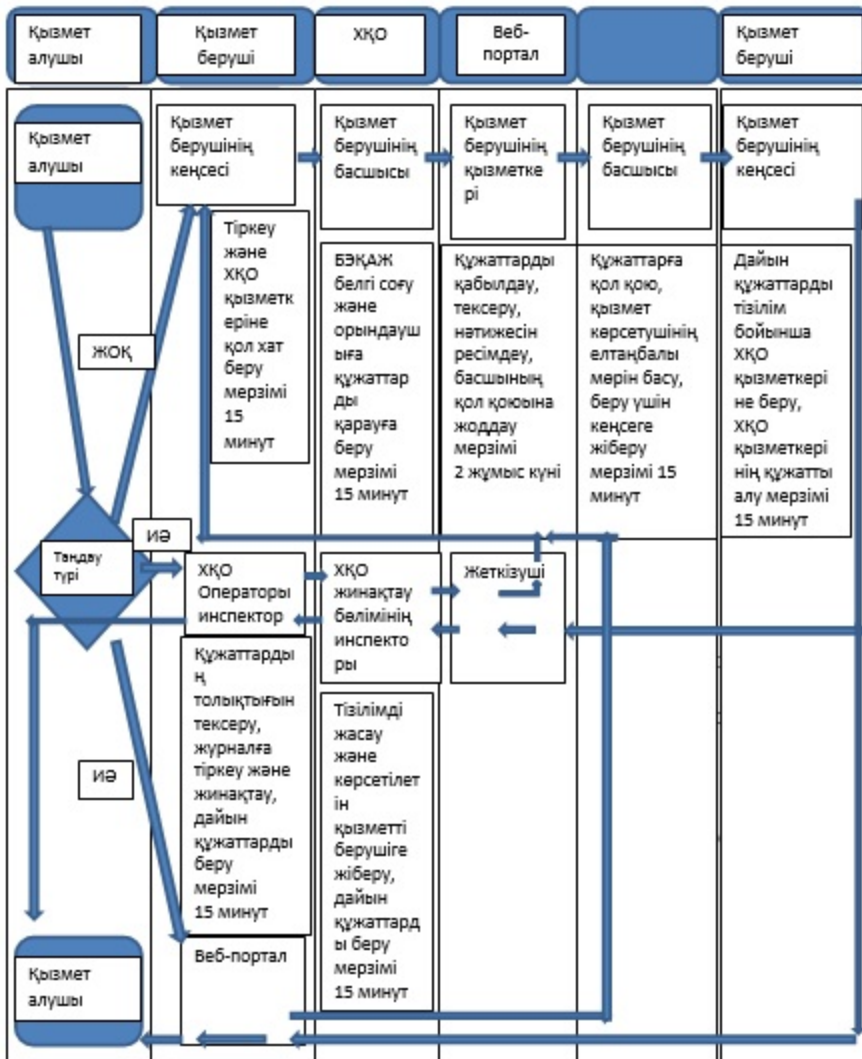 Қызмет
алушы
Қызмет
беруші
ХҚО
Веб-
портал
Қызмет
беруші
Қызмет
алушы
Қызмет
берушінің
кеңсесі
Қызмет
берушінің
басшысы
Қызмет
берушінің
қызметке
рі
Қызмет
берушінің
басшысы
Қызмет
берушінің
кеңсесі
Тіркеу
және
ХҚО
қызметк
еріне
қол хат
беру
мерзімі
15
минут
БЭҚАЖ
белгі соғу
және
орындауш
ыға
құжаттар
ды
қарауға
беру
мерзімі
15 минут
Құжаттарды
қабылдау,
тексеру,
нәтижесін
ресімдеу,
басшының
қол қоюына
жоддау
мерзімі
2 жұмыс күні
Құжаттарға
қол қою,
қызмет
көрсетушінің
елтаңбалы
мөрін басу,
беру үшін
кеңсеге
жіберу
мерзімі 15
минут
Дайын
құжаттарды
тізілім
бойынша
ХҚО
қызметкері
не беру,
ХҚО
қызметкері
нің құжатты
алу мерзімі
15 минут
ЖОҚ
ИӘ
Таңдау
түрі
ХҚО
Операторы
инспектор
ХҚО
жинақтау
бөлімінің
инспекто
ры
Жеткізуші
Құжаттарды
ң
толықтығын
тексеру,
журналға
тіркеу және
жинақтау,
дайын
құжаттарды
беру
мерзімі
15 минут
Тізілімді
жасау
және
көрсетілет
ін
қызметті
берушіге
жіберу,
дайын
құжаттард
ы беру
мерзімі
15 минут
ИӘ
Қызмет
алушы
Веб-портал